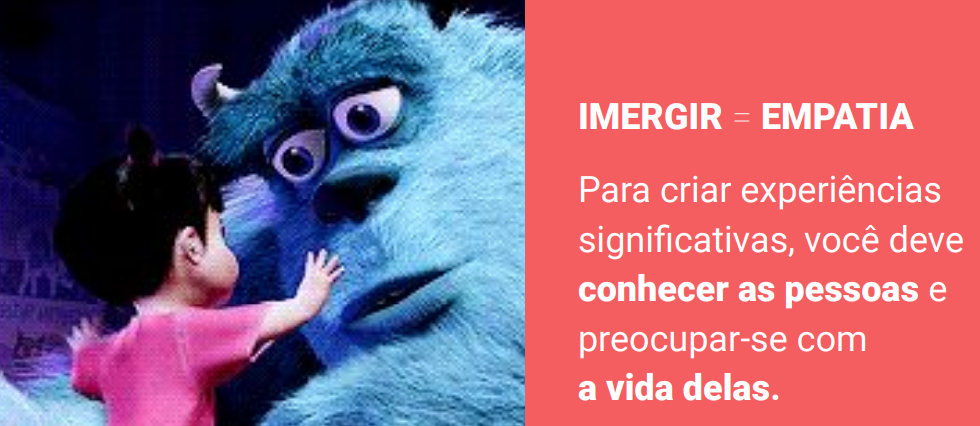 IMERGIR = EMPATIA
Para criar experiências
significativas, você deve
conhecer as pessoas e
preocupar-se com
a vida delas.